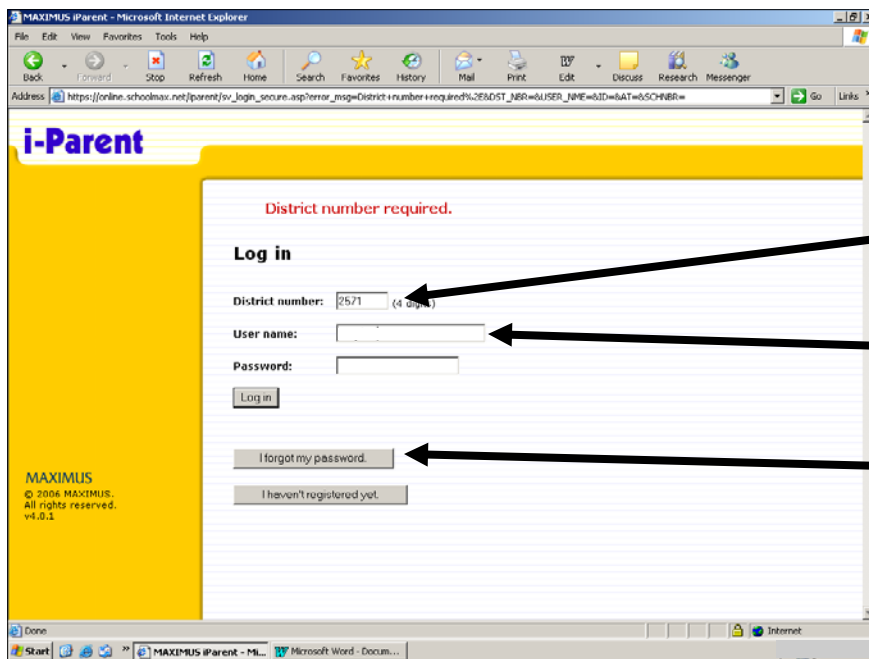 MAXIMUS iParent - Microsoft Internet Explorer
File Edit View Favorites Tools Help
Back Forward Stop Refresh Home Search Favorites History Mail Print Edit Discuss Research Messenger
Address https://online.schoolmax.net/iparent/sv_login_secure.asp?error_msg=District+number+required%2E&DST_NBR=&USER_NME=&ID=&AT=&SCHNBR= Go Links
i-Parent
District number required.
Log in
District number: 2571 (4 digits)
User name:
Password:
Log in
I forgot my password.
I haven't registered yet.
MAXIMUS
© 2006 MAXIMUS.
All rights reserved.
v4.0.1
Done Internet
Start MAXIMUS iParent - Mi... Microsoft Word - Docum...